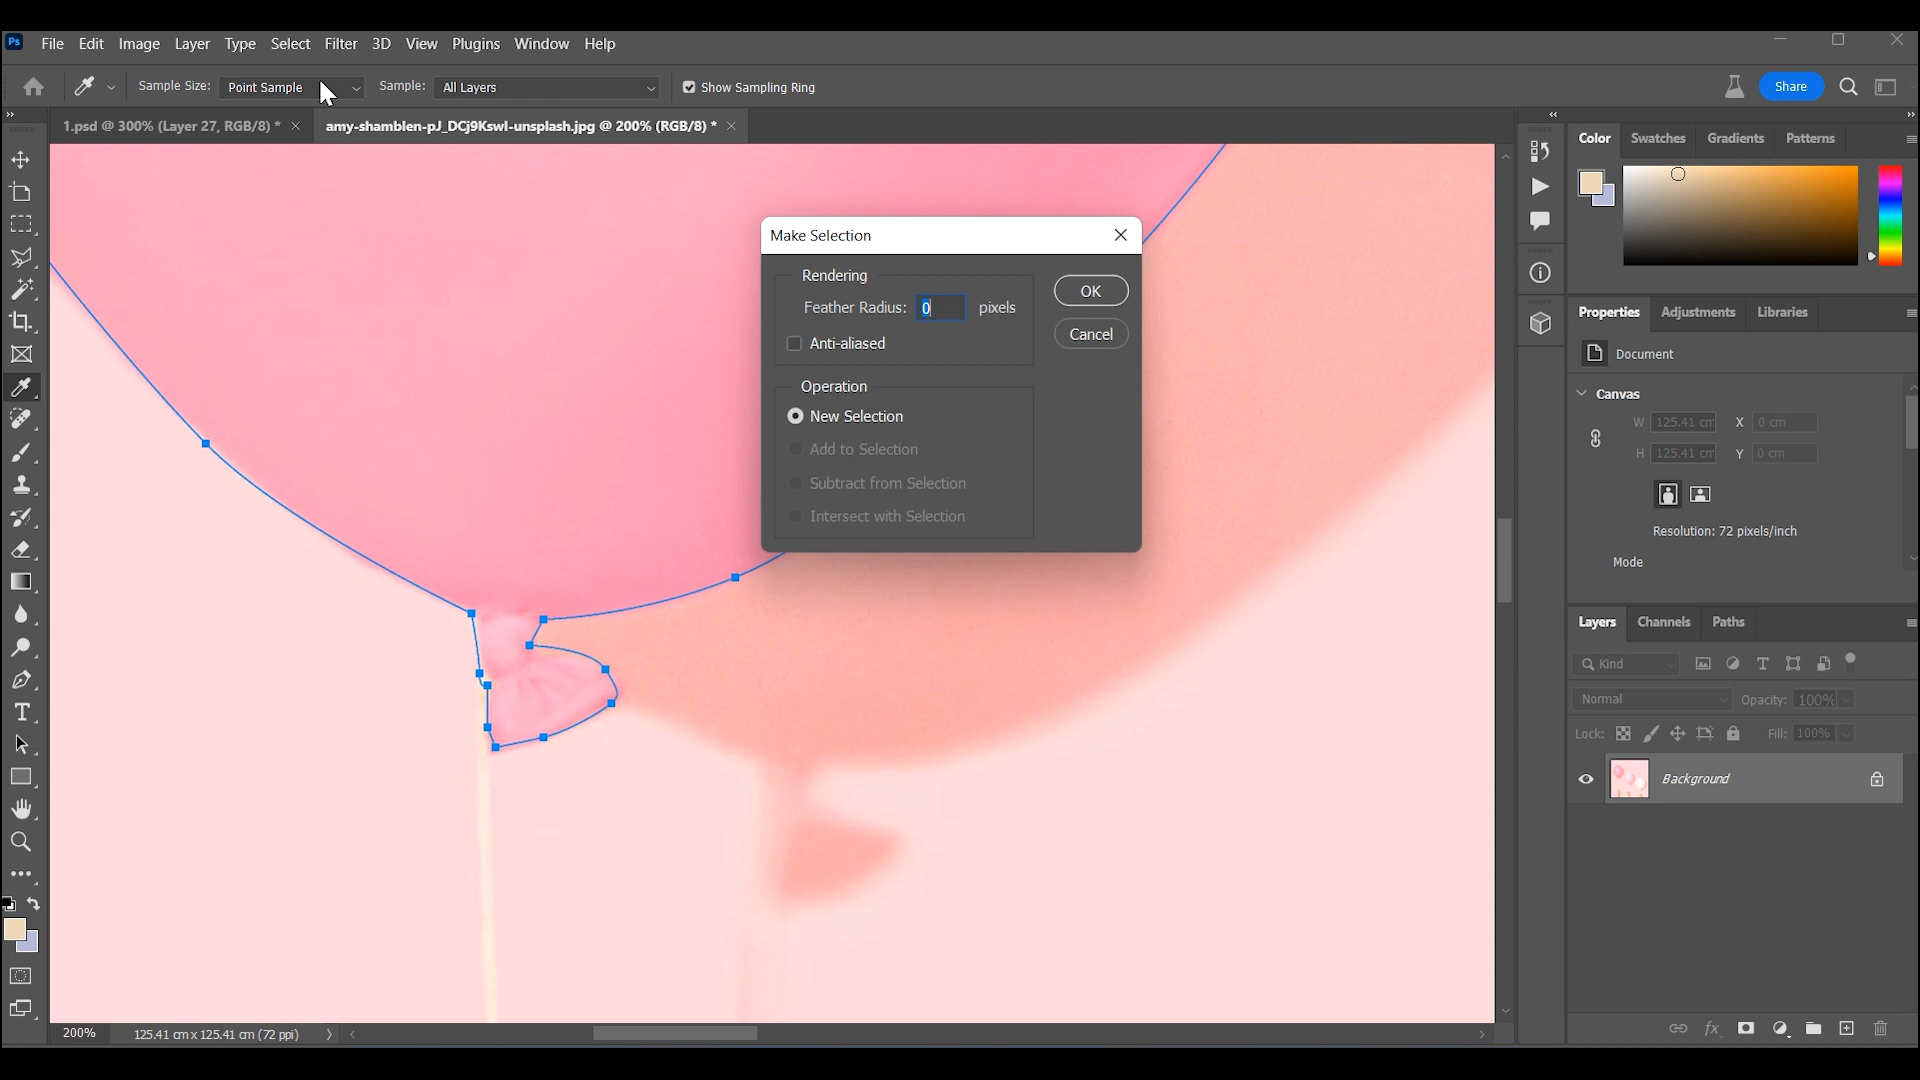 Ps File Edit Image Layer Type Select Filter 3D View Plugins Window Help
Sample Size: Point Sample Sample: All Layers Show Sampling Ring Share
1.psd @ 300% (Layer 27, RGB/8) * amy-shamblen-pJ_DCj9KswI-unsplash.jpg @ 200% (RGB/8) *
Color Swatches Gradients Patterns
Make Selection
Rendering
Feather Radius: 0 pixels
Anti-aliased
OK
Cancel
Operation
New Selection
Add to Selection
Subtract from Selection
Intersect with Selection
Properties Adjustments Libraries
Document
Canvas
W 125.41 cm X 0 cm
H 125.41 cm Y 0 cm
Resolution: 72 pixels/inch
Mode
Layers Channels Paths
Kind
Normal Opacity: 100%
Lock: Fill: 100%
Background
fx
200% 125.41 cm x 125.41 cm (72 ppi)